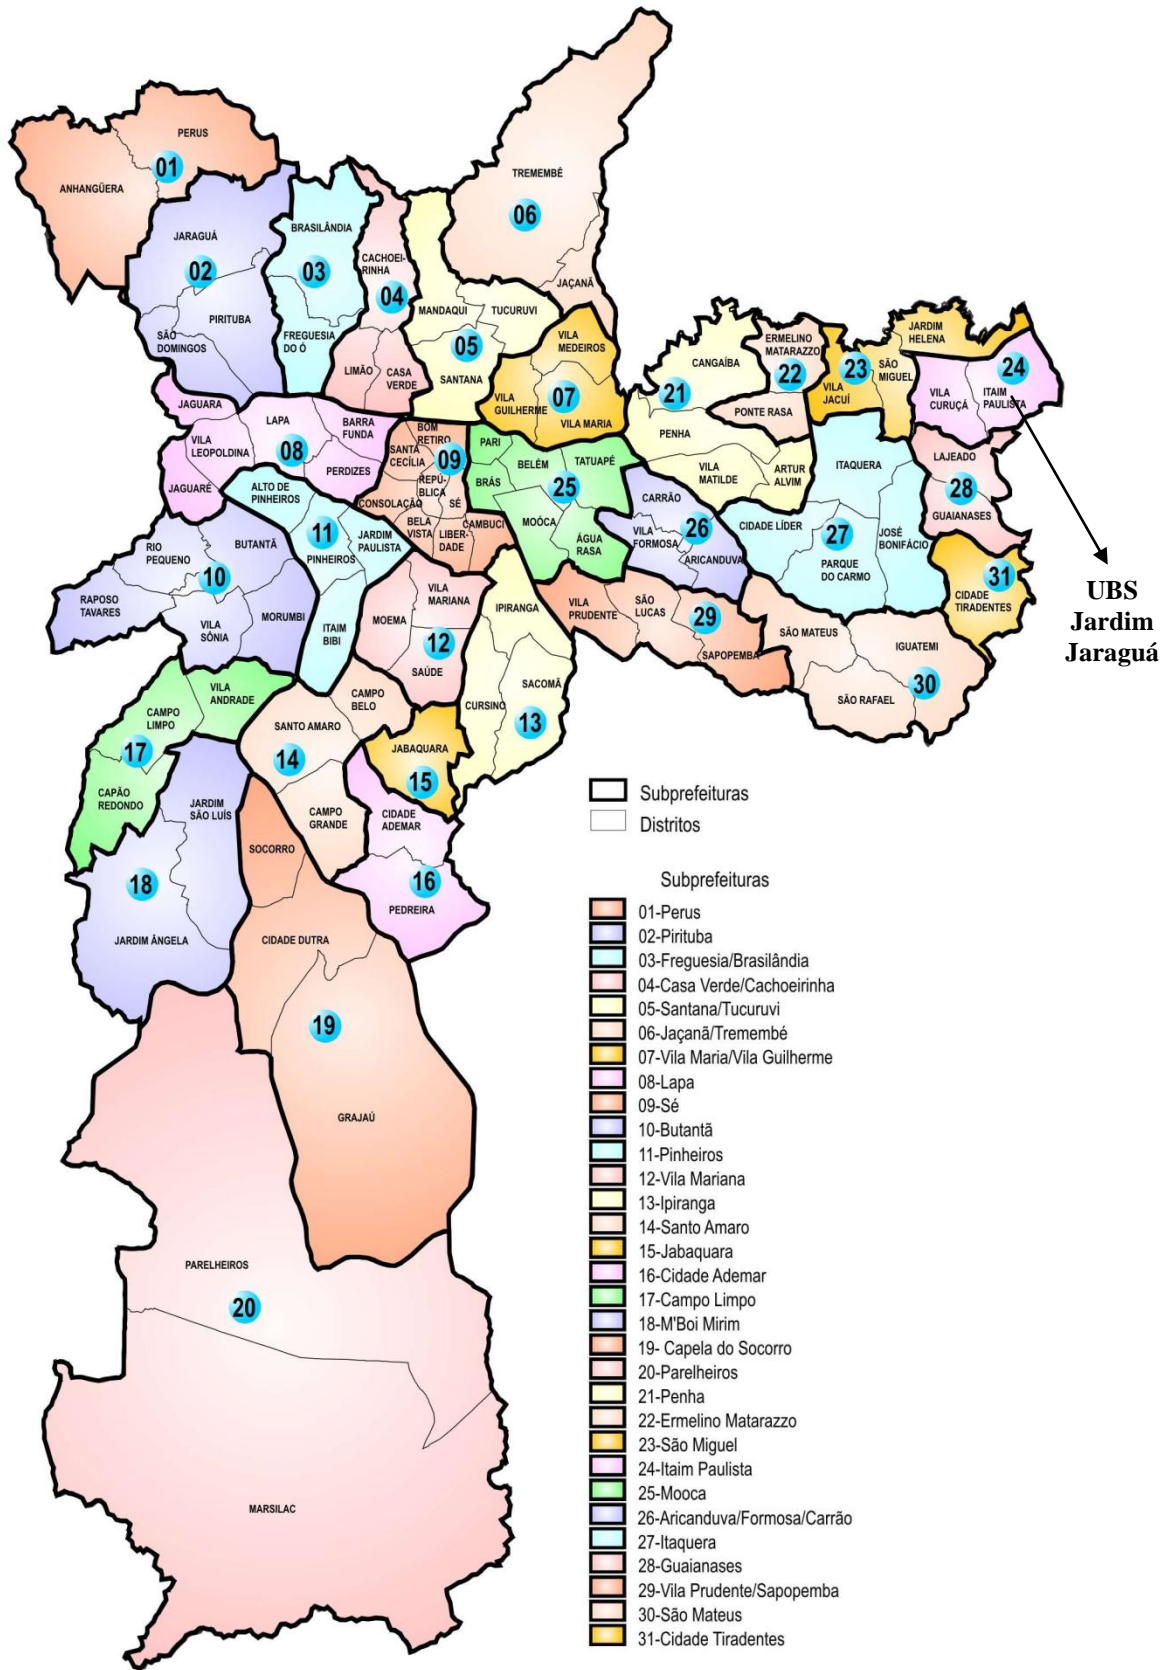 PERUS
01
ANHANGÜERA
TREMEMBÊ
06
JAÇANÃ
JARAGUÁ
02
PIRITUBA
SÃO
DOMINGOS
BRASILÂNDIA
03
FREGUESIA
DO Ó
CACHOEI-
RINHA
04
LIMÃO
CASA
VERDE
MANDAQUI
TUCURUVI
05
SANTANA
VILA
MEDEIROS
07
VILA
GUILHERME
VILA MARIA
CANGAÍBA
21
PENHA
VILA
MATILDE
ARTUR
ALVIM
ERMELINO
MATARAZZO
22
PONTE RASA
JARDIM
HELENA
23
SÃO
MIGUEL
VILA
JACUÍ
24
VILA
CURUÇÁ
ITAIM
PAULISTA
JAGUARA
LAPA
BARRA
FUNDA
VILA
LEOPOLDINA
08
PERDIZES
JAGUARÉ
BOM
RETIRO
SANTA
CECÍLIA
09
REPÚ-
BLICA
SÉ
CONSOLAÇÃO
BELA
VISTA
LIBER-
DADE
CAMBUCI
PARI
BELÉM
TATUAPÉ
BRÁS
25
MOÓCA
ÁGUA
RASA
CARRÃO
VILA
FORMOSA
26
ARICANDUVA
ITAQUERA
CIDADE LÍDER
27
JOSÉ
BONIFÁCIO
PARQUE
DO CARMO
LAJEADO
28
GUAIANASES
31
CIDADE
TIRADENTES
UBS
Jardim
Jaraguá
ALTO DE
PINHEIROS
11
PINHEIROS
JARDIM
PAULISTA
ITAIM
BIBI
RIO
PEQUENO
BUTANTÃ
10
RAPOSO
TAVARES
VILA
SÔNIA
MORUMBI
VILA
MARIANA
MOEMA
12
SAÚDE
IPIRANGA
SACOMÃ
CURSINO
13
VILA
PRUDENTE
SÃO
LUCAS
29
SAPOPEMBA
SÃO MATEUS
IGUATEMI
SÃO RAFAEL
30
VILA
ANDRADE
CAMPO
LIMPO
17
CAPÃO
REDONDO
CAMPO
BELO
SANTO AMARO
14
CAMPO
GRANDE
JABAQUARA
15
CIDADE
ADEMAR
16
PEDREIRA
JARDIM
SÃO LUÍS
18
JARDIM ÂNGELA
SOCORRO
CIDADE DUTRA
19
GRAJAÚ
PARELHEIROS
20
MARSILAC
Subprefeituras
Distritos
Subprefeituras
01-Perus
02-Pirituba
03-Freguesia/Brasilândia
04-Casa Verde/Cachoeirinha
05-Santana/Tucuruvi
06-Jaçanã/Tremembé
07-Vila Maria/Vila Guilherme
08-Lapa
09-Sé
10-Butantã
11-Pinheiros
12-Vila Mariana
13-Ipiranga
14-Santo Amaro
15-Jabaquara
16-Cidade Ademar
17-Campo Limpo
18-M'Boi Mirim
19- Capela do Socorro
20-Parelheiros
21-Penha
22-Ermelino Matarazzo
23-São Miguel
24-Itaim Paulista
25-Mooca
26-Aricanduva/Formosa/Carrão
27-Itaquera
28-Guaianases
29-Vila Prudente/Sapopemba
30-São Mateus
31-Cidade Tiradentes